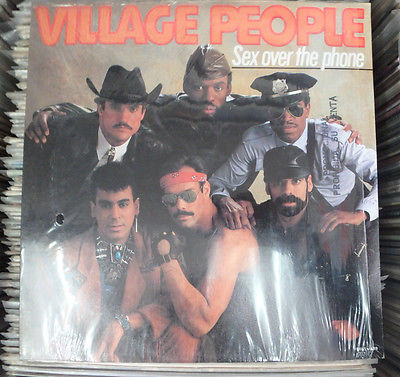 VILLAGE PEOPLE
Sex over the phone